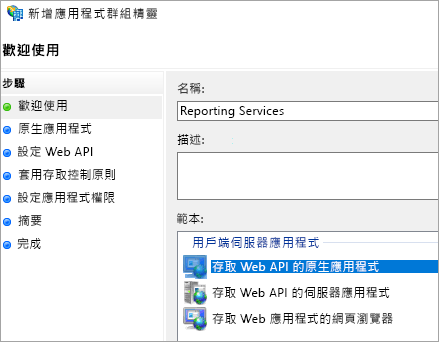 新增應用程式群組精靈
歡迎使用
步驟
歡迎使用
原生應用程式
設定 Web API
套用存取控制原則
設定應用程式權限
摘要
完成
名稱:
Reporting Services
描述:
範本:
用戶端伺服器應用程式
存取 Web API 的原生應用程式
存取 Web API 的伺服器應用程式
存取 Web 應用程式的網頁瀏覽器